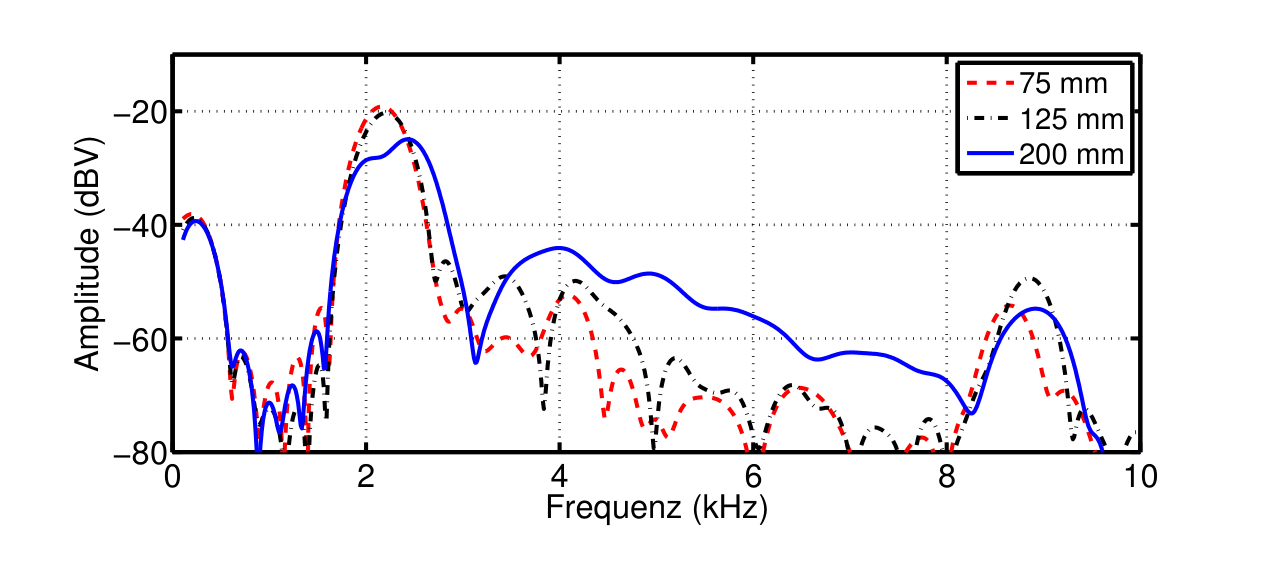 75 mm
125 mm
200 mm
Amplitude (dBV)
−20
−40
−60
−80
0 2 4 6 8 10
Frequenz (kHz)